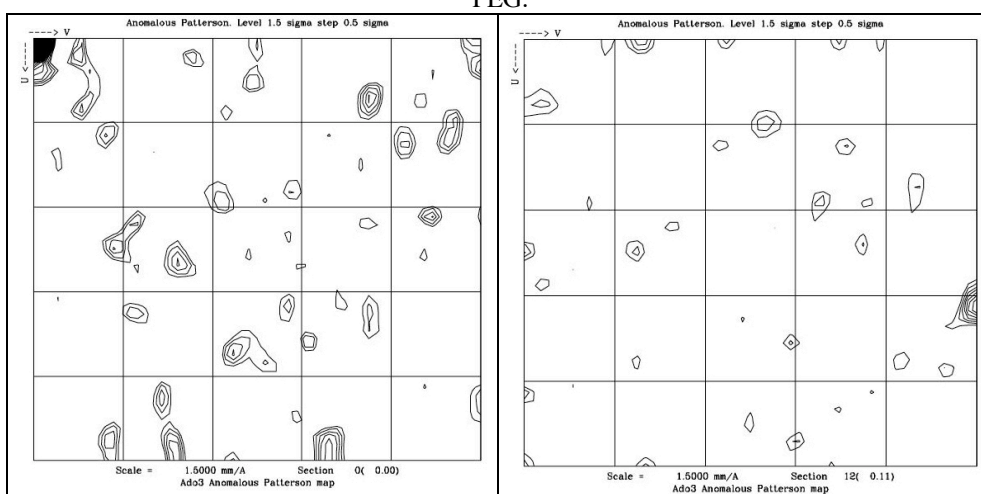 PEG.
Anomalous Patterson. Level 1.5 sigma step 0.5 sigma
----> V
U
Scale = 1.5000 mm/A Section 0( 0.00)
Ado3 Anomalous Patterson map
Anomalous Patterson. Level 1.5 sigma step 0.5 sigma
----> V
U
Scale = 1.5000 mm/A Section 12( 0.11)
Ado3 Anomalous Patterson map